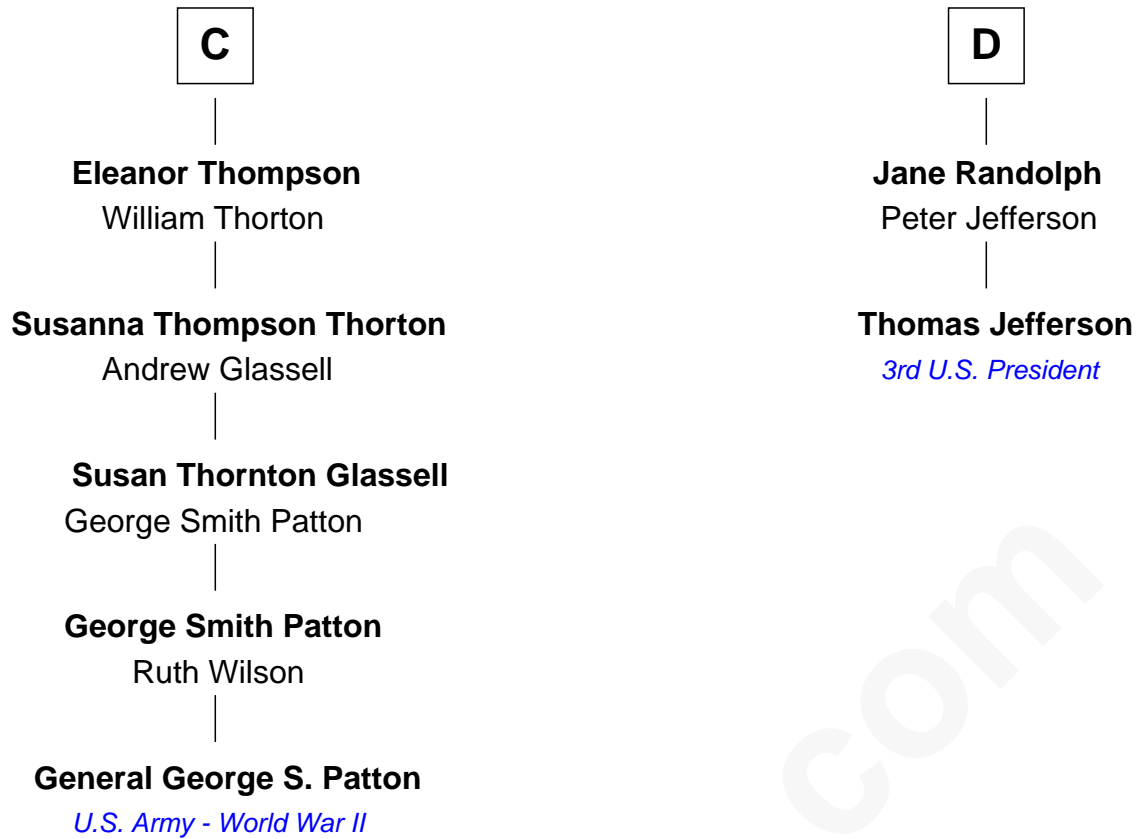 C
Eleanor Thompson
William Thorton
Susanna Thompson Thorton
Andrew Glassell
Susan Thornton Glassell
George Smith Patton
George Smith Patton
Ruth Wilson
General George S. Patton
U.S. Army - World War II
D
Jane Randolph
Peter Jefferson
Thomas Jefferson
3rd U.S. President
com